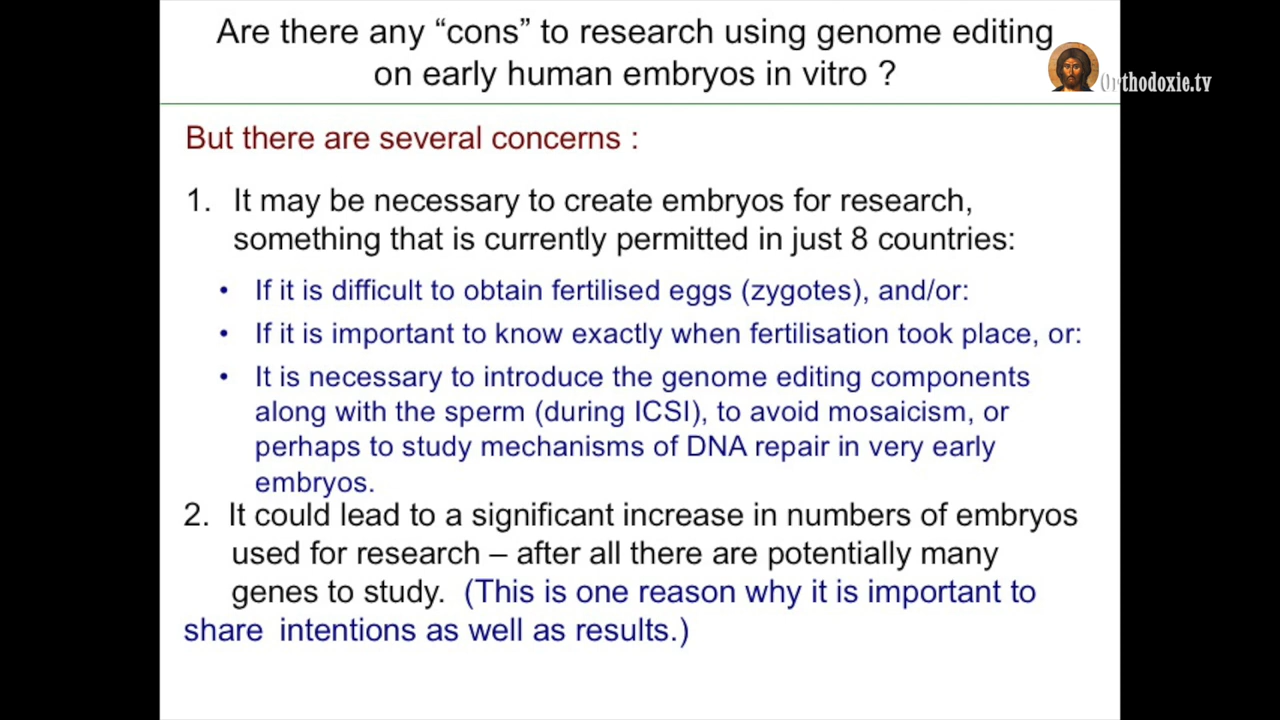 Are there any “cons” to research using genome editing
on early human embryos in vitro ?
Orthodoxie.tv
But there are several concerns :
1. It may be necessary to create embryos for research,
something that is currently permitted in just 8 countries:
• If it is difficult to obtain fertilised eggs (zygotes), and/or:
• If it is important to know exactly when fertilisation took place, or:
• It is necessary to introduce the genome editing components
along with the sperm (during ICSI), to avoid mosaicism, or
perhaps to study mechanisms of DNA repair in very early
embryos.
2. It could lead to a significant increase in numbers of embryos
used for research – after all there are potentially many
genes to study. (This is one reason why it is important to
share intentions as well as results.)